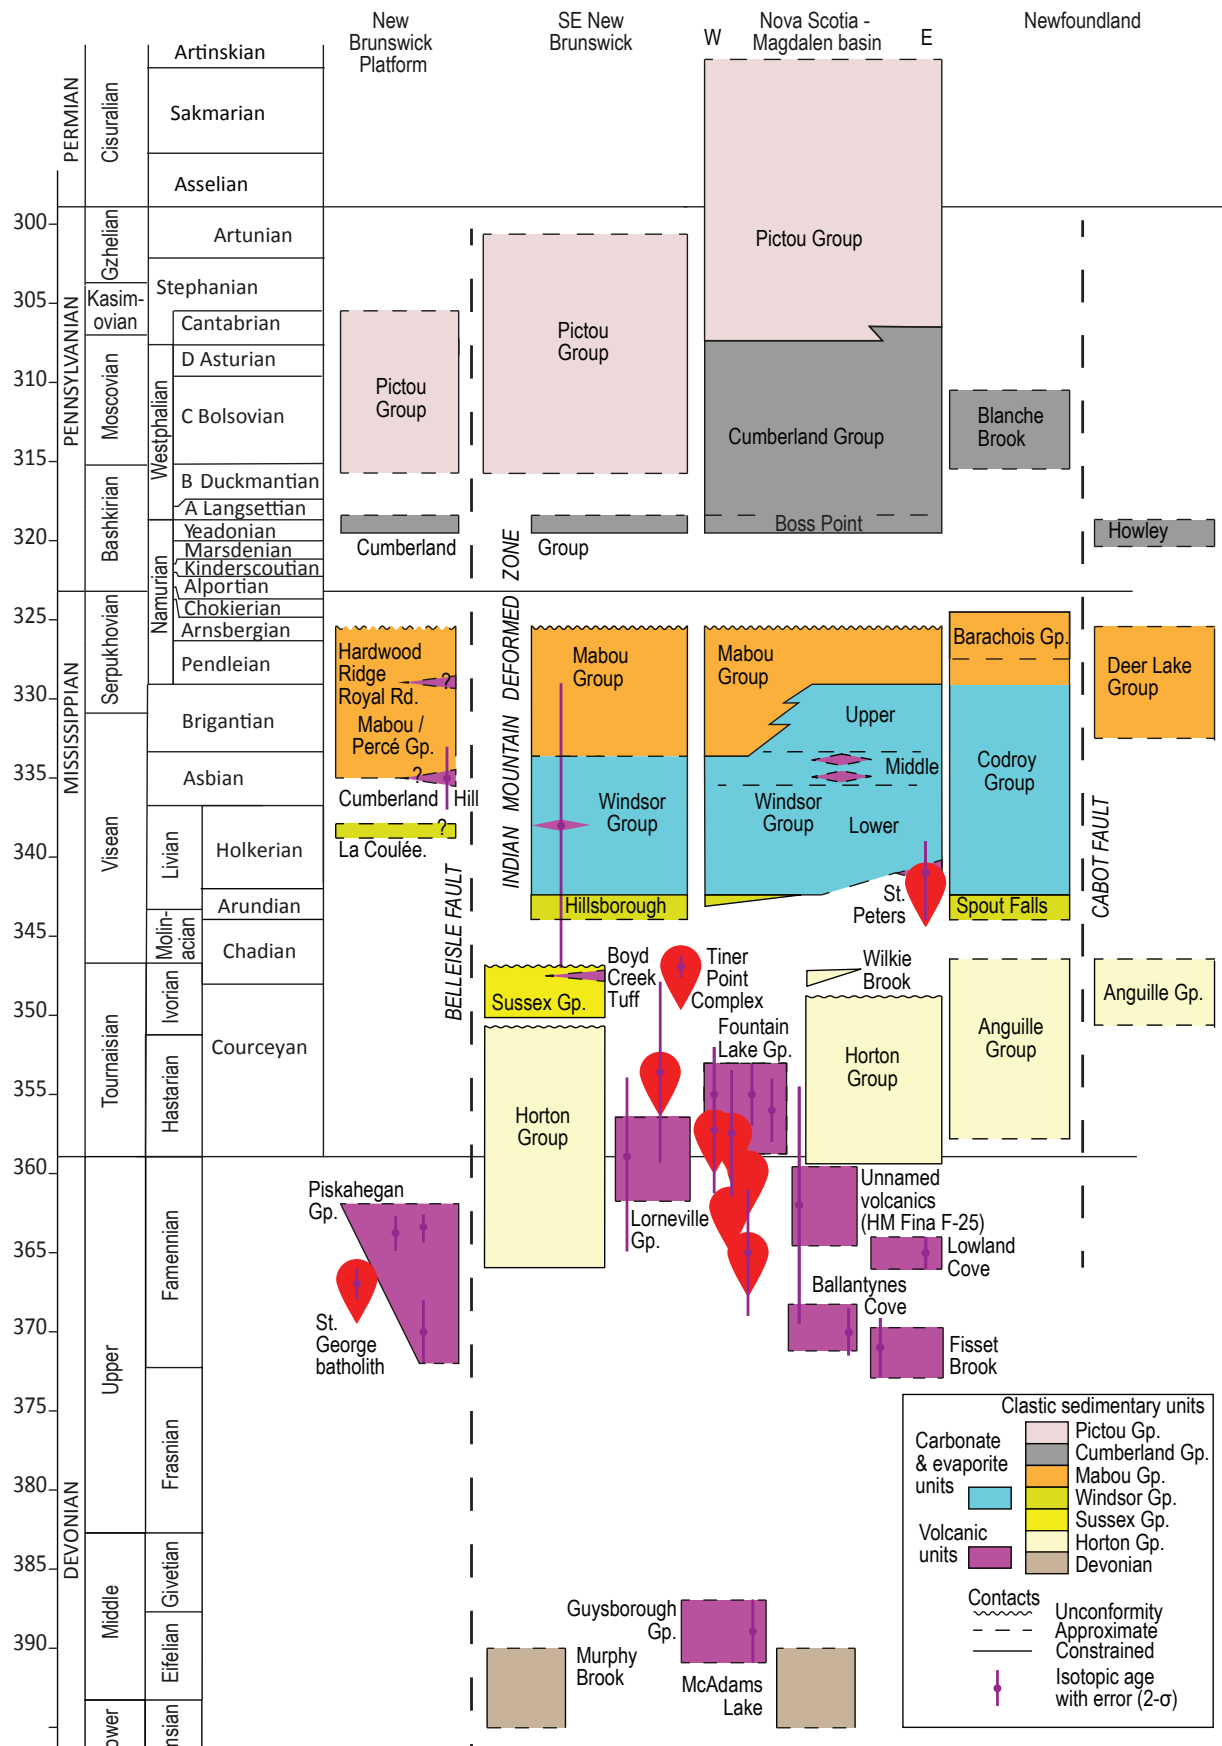 New
Brunswick
Platform
SE New
Brunswick
Nova Scotia -
Magdalen basin
W
E
Newfoundland
PERMIAN
Cisuralian
Artinskian
Sakmarian
Asselian
300
305
310
315
320
325
330
335
340
345
350
355
360
365
370
375
380
385
390
PENNSYLVANIAN
Gzhelian
Kasim-
ovian
Moscovian
Bashkirian
Artunian
Stephanian
Cantabrian
Westphalian
D Asturian
C Bolsovian
B Duckmantian
A Langsettian
Namurian
Yeadonian
Marsdenian
Kinderscoutian
Alportian
Chokierian
Arnsbergian
Pendleian
MISSISSIPPIAN
Serpukhovian
Visean
Tournaisian
Brigantian
Asbian
Livian
Holkerian
Arundian
Molin-
acian
Chadian
Ivorian
Hastarian
Courceyan
DEVONIAN
Upper
Middle
Famennian
Frasnian
Givetian
Eifelian
Pictou
Group
Pictou
Group
Pictou Group
Cumberland Group
Boss Point
Blanche
Brook
Howley
Cumberland
Group
Hardwood
Ridge
Royal Rd.
?
Mabou /
Percé Gp.
?
Cumberland Hill
?
La Coulée.
BELLEISLE FAULT
INDIAN MOUNTAIN DEFORMED ZONE
CABOT FAULT
Mabou
Group
Windsor
Group
Hillsborough
Mabou
Group
Upper
Middle
Windsor
Group
Lower
St.
Peters
Barachois Gp.
Codroy
Group
Spout Falls
Deer Lake
Group
Anguille Gp.
Anguille
Group
Boyd
Creek
Tuff
Sussex Gp.
Tiner
Point
Complex
Wilkie
Brook
Fountain
Lake Gp.
Horton
Group
Horton
Group
Lorneville
Gp.
Unnamed
volcanics
(HM Fina F-25)
Lowland
Cove
Ballantynes
Cove
Fisset
Brook
Piskahegan
Gp.
St.
George
batholith
Guysborough
Gp.
Murphy
Brook
McAdams
Lake
Clastic sedimentary units
Pictou Gp.
Cumberland Gp.
Mabou Gp.
Windsor Gp.
Sussex Gp.
Horton Gp.
Devonian
Carbonate
& evaporite
units
Volcanic
units
Contacts
Unconformity
Approximate
Constrained
Isotopic age
with error (2-σ)